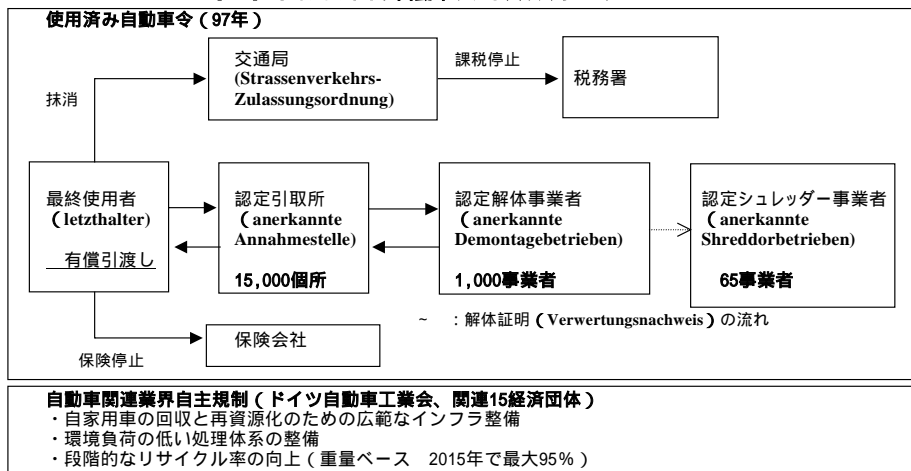 使用済み自動車令（97年）
交通局
(Strassenverkehrs-
Zulassungsordnung)
課税停止
税務署
抹消
最終使用者
（letzthalter）
有償引渡し
認定引取所
（anerkannte
Annahmestelle)
15,000個所
認定解体事業者
（anerkannte
Demontagebetrieben)
1,000事業者
認定シュレッダー事業者
（anerkannte
Shreddorbetrieben)
65事業者
~ ：解体証明（Verwertungsnachweis）の流れ
保険会社
保険停止
自動車関連業界自主規制（ドイツ自動車工業会、関連15経済団体）
・自家用車の回収と再資源化のための広範なインフラ整備
・環境負荷の低い処理体系の整備
・段階的なリサイクル率の向上（重量ベース 2015年で最大95%）